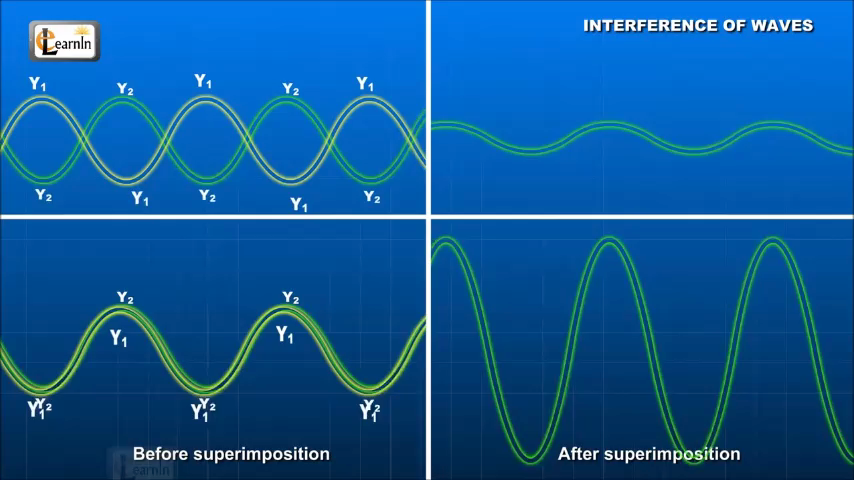 INTERFERENCE OF WAVES
eLearnIn
Y1 Y2 Y1 Y2 Y1
Y2 Y1 Y2 Y1 Y2
Y2 Y2
Y1 Y1
Y1 Y2 Y1 Y2 Y1 Y2
Before superimposition
After superimposition
LearnIn